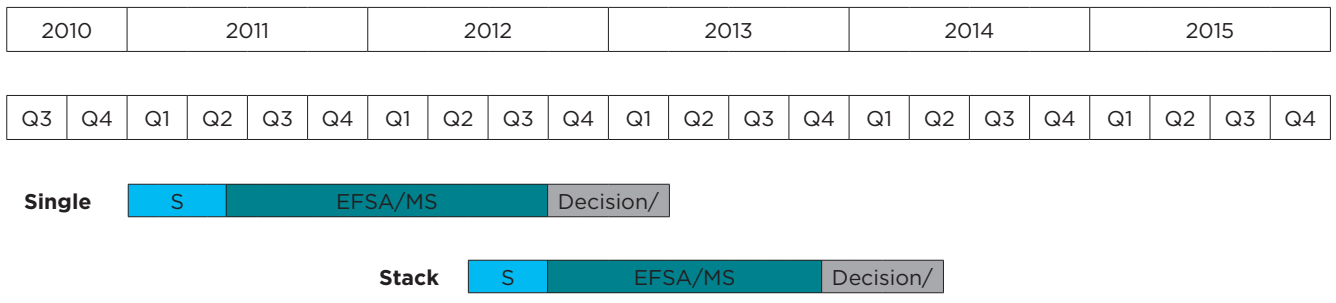 2010 2011 2012 2013 2014 2015
Q3 Q4 Q1 Q2 Q3 Q4 Q1 Q2 Q3 Q4 Q1 Q2 Q3 Q4 Q1 Q2 Q3 Q4 Q1 Q2 Q3 Q4
Single S EFSA/MS Decision/
Stack S EFSA/MS Decision/